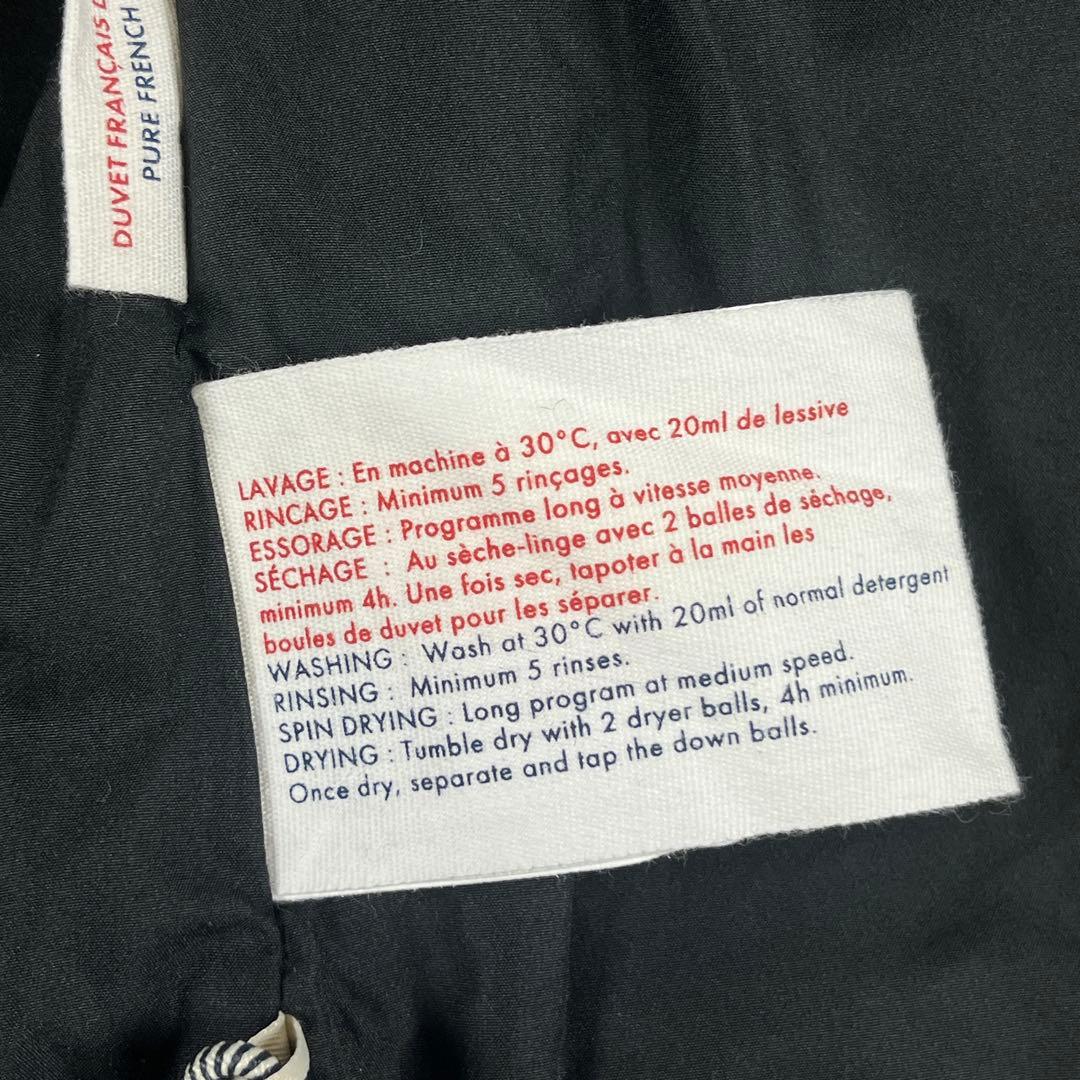 DUVET FRANÇAIS
PURE FRENCH
LAVAGE : En machine à 30°C, avec 20ml de lessive
RINCAGE : Minimum 5 rinçages.
ESSORAGE : Programme long à vitesse moyenne.
SÉCHAGE : Au sèche-linge avec 2 balles de séchage,
minimum 4h. Une fois sec, tapoter à la main les
boules de duvet pour les séparer.
WASHING : Wash at 30°C with 20ml of normal detergent
RINSING : Minimum 5 rinses.
SPIN DRYING : Long program at medium speed.
DRYING : Tumble dry with 2 dryer balls, 4h minimum.
Once dry, separate and tap the down balls.